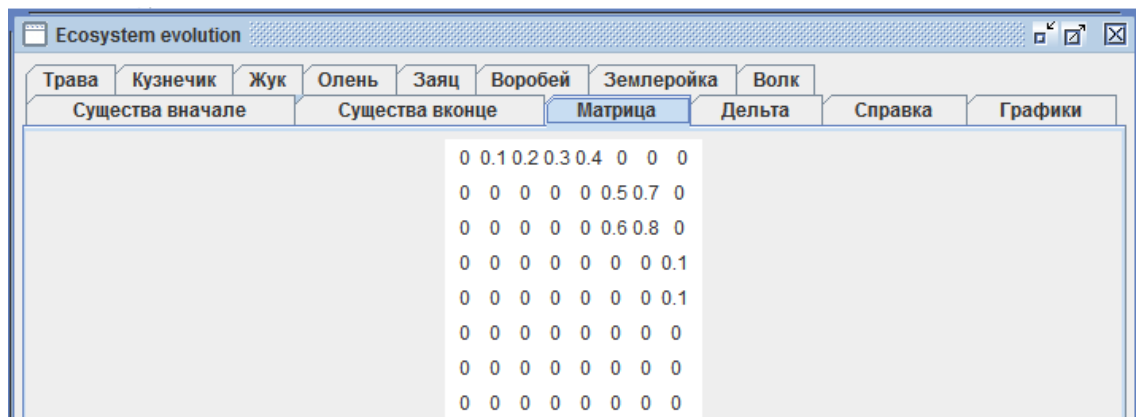 Ecosystem evolution
Трава Кузнечик Жук Олень Заяц Воробей Землеройка Волк
Существа вначале Существа вконце Матрица Дельта Справка Графики
0 0.1 0.2 0.3 0.4 0 0 0
0 0 0 0 0 0.5 0.7 0
0 0 0 0 0 0.6 0.8 0
0 0 0 0 0 0 0 0.1
0 0 0 0 0 0 0 0.1
0 0 0 0 0 0 0 0
0 0 0 0 0 0 0 0
0 0 0 0 0 0 0 0